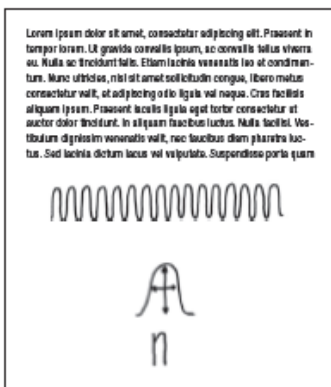 Lorem ipsum dolor sit amet, consectetur adipiscing elit. Praesent in
tempor lorem. Ut gravida convallis ipsum, ac convallis tellus viverra
eu. Nulla ac tincidunt felis. Etiam lacinia venenatis leo et condimen-
tum. Nunc ultricies, nisl sit amet sollicitudin congue, libero metus
consectetur velit, et adipiscing odio ligula vel neque. Cras facilisis
aliquam ipsum. Praesent iaculis ligula eget tortor consectetur ut
auctor dolor tincidunt. In aliquam faucibus luctus. Nulla facilisi. Ves-
tibulum dignissim venenatis velit, nec faucibus diam pharetra luc-
tus. Sed lacinia dictum lacus vel vulputate. Suspendisse porta quam
n